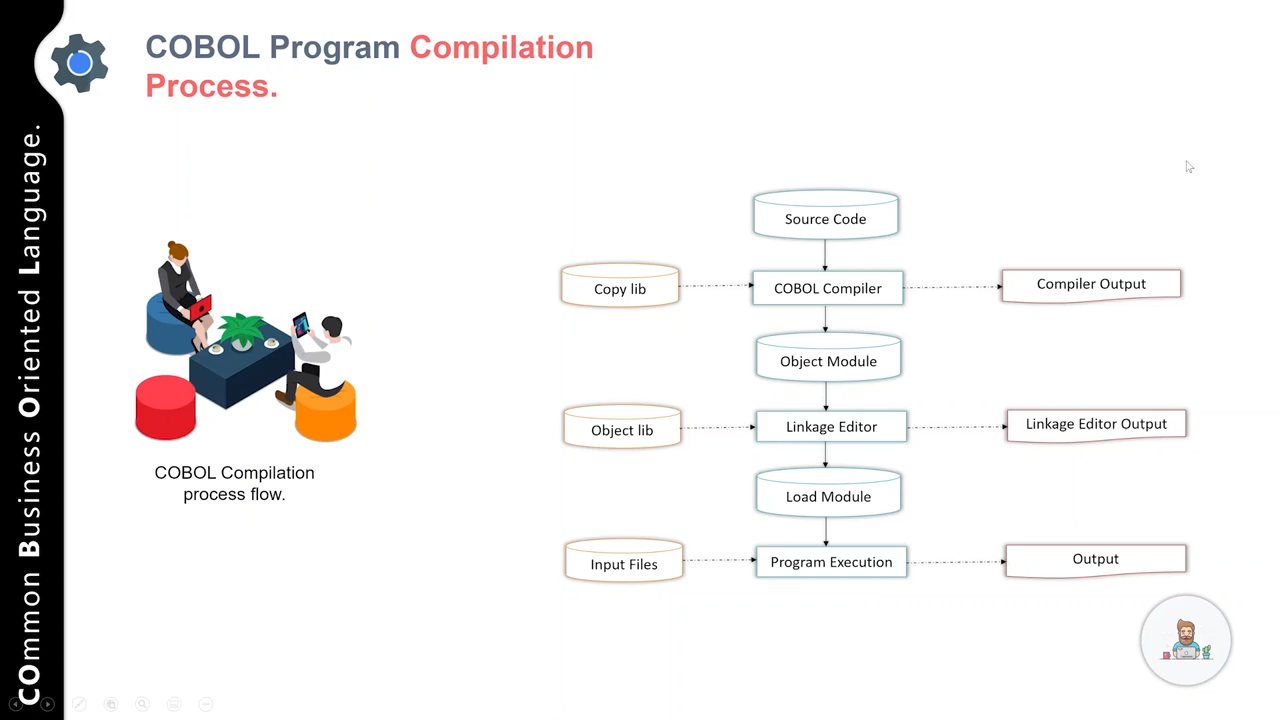 COBOL Program Compilation
Process.
COmmon Business Oriented Language.
Source Code
Copy lib
COBOL Compiler
Compiler Output
Object Module
Object lib
Linkage Editor
Linkage Editor Output
Load Module
Input Files
Program Execution
Output
COBOL Compilation
process flow.